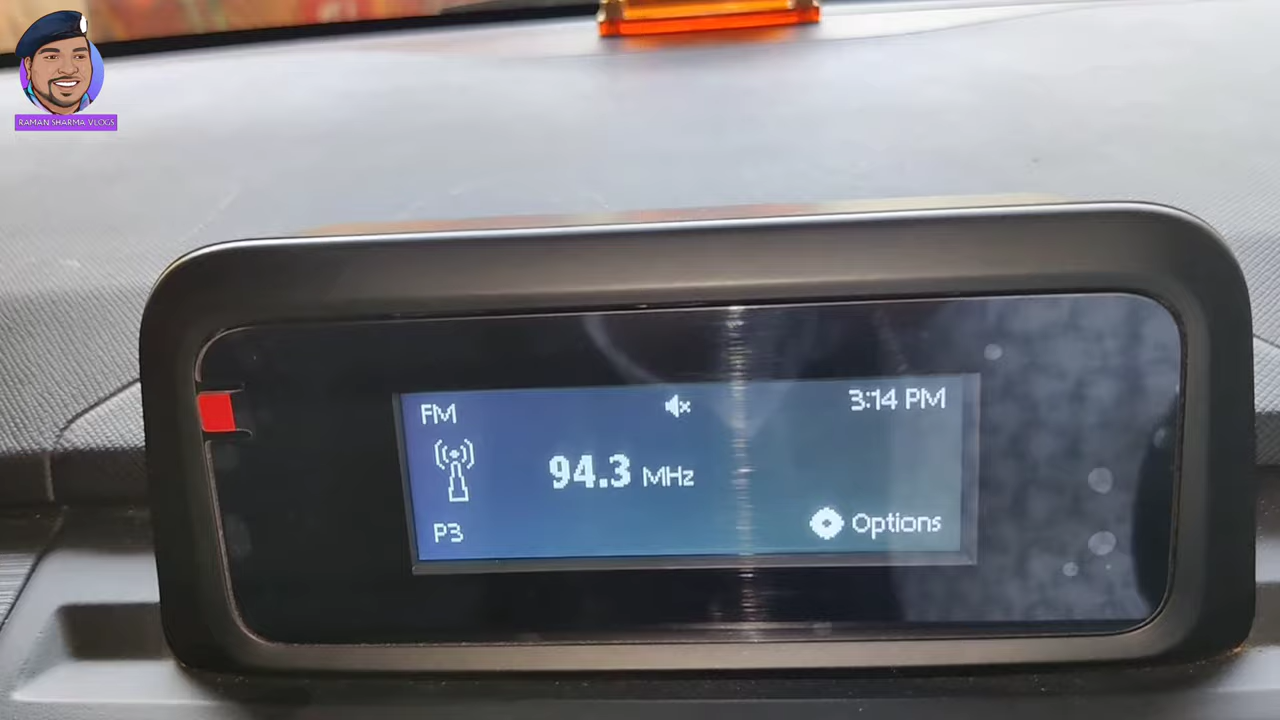 RAMAN SHARMA VLOGS
FM
3:14 PM
94.3 MHz
P3
Options